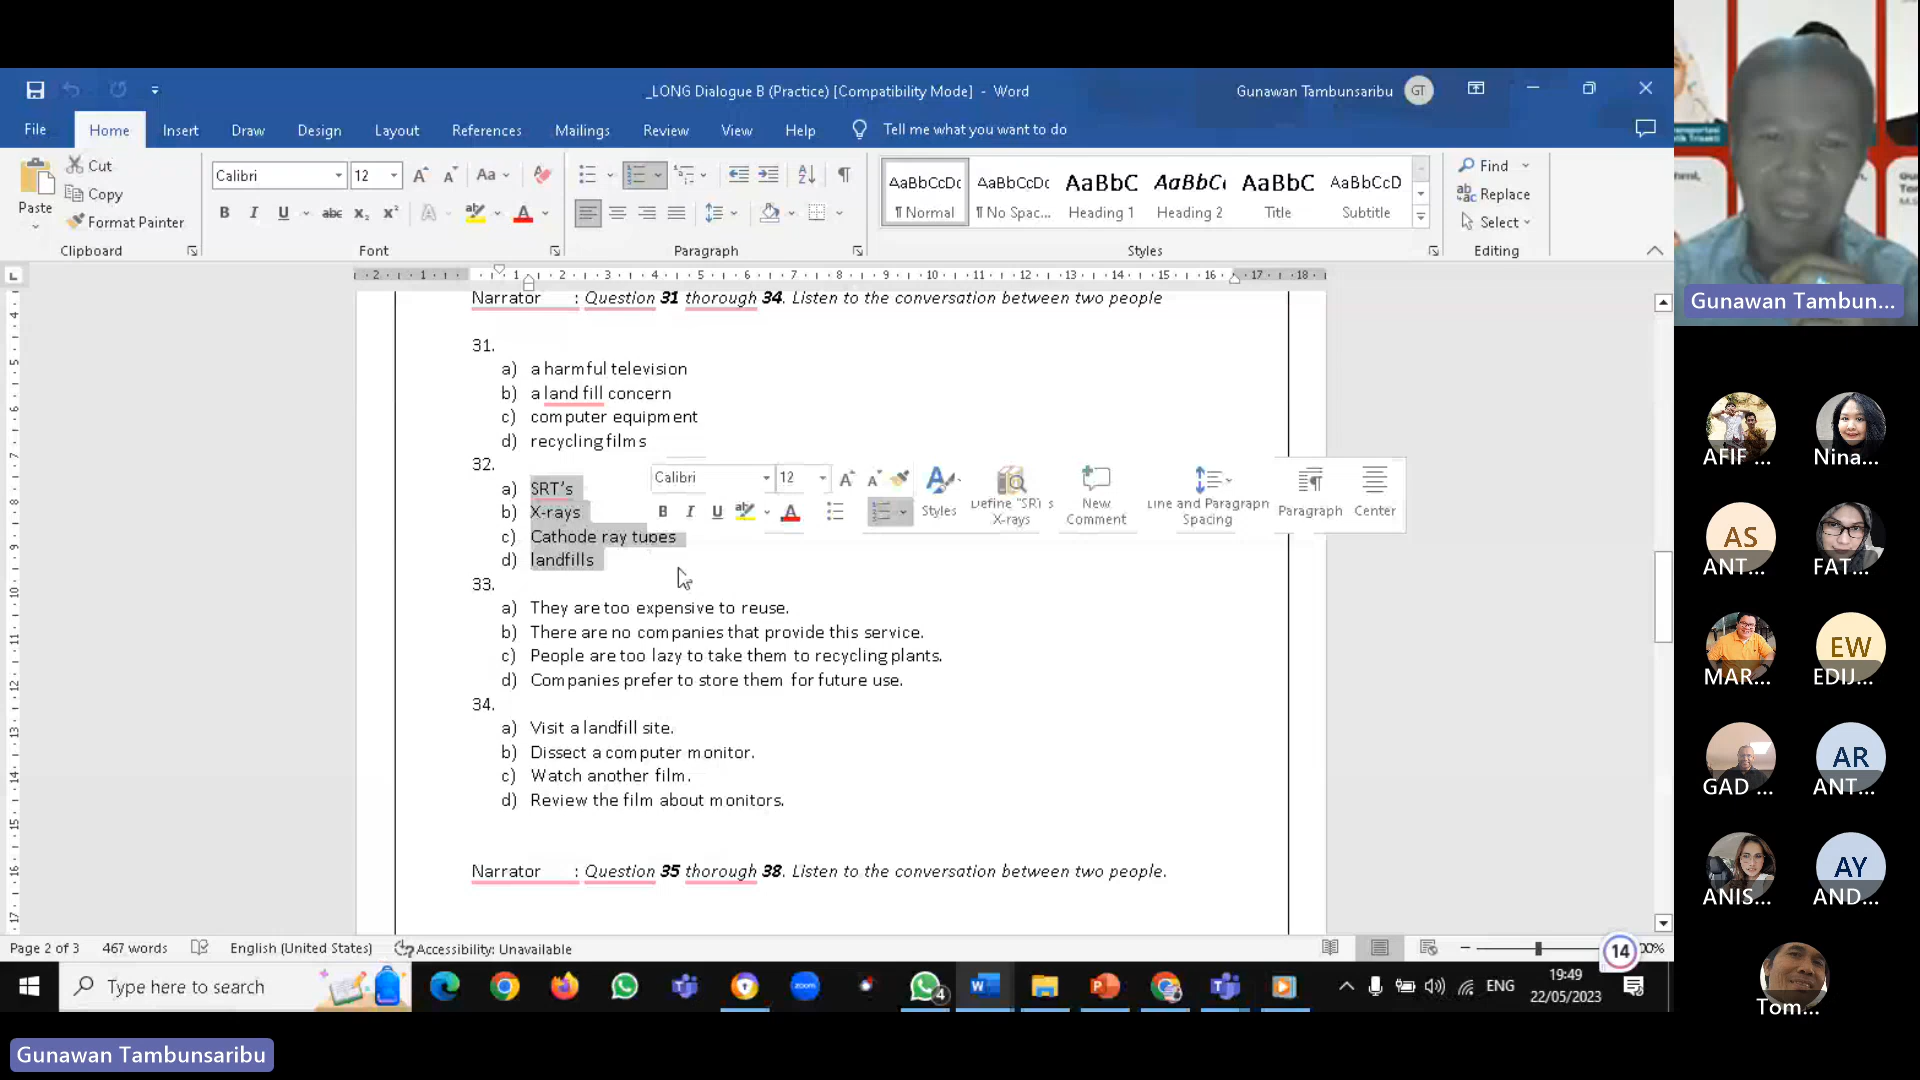 _LONG Dialogue B (Practice) [Compatibility Mode] - Word
Gunawan Tambunsaribu GT
File Home Insert Draw Design Layout References Mailings Review View Help Tell me what you want to do
Paste
Cut
Copy
Format Painter
Calibri 12
Aa
B I U abc X₂ X² A
AaBbCcDc AaBbCcDc AaBbC AaBbCc AaBbC AaBbCcD
¶ Normal ¶ No Spac... Heading 1 Heading 2 Title Subtitle
Find
Replace
Select
Clipboard Font Paragraph Styles Editing
Narrator : Question 31 thorough 34. Listen to the conversation between two people
31.
a) a harmful television
b) a land fill concern
c) computer equipment
d) recycling films
32.
a) SRT's
b) X-rays
c) Cathode ray tubes
d) landfills
Calibri 12
B I U
Styles
Define "SRT's
X-rays
New
Comment
Line and Paragraph
Spacing
Paragraph
Center
33.
a) They are too expensive to reuse.
b) There are no companies that provide this service.
c) People are too lazy to take them to recycling plants.
d) Companies prefer to store them for future use.
34.
a) Visit a landfill site.
b) Dissect a computer monitor.
c) Watch another film.
d) Review the film about monitors.
Narrator : Question 35 thorough 38. Listen to the conversation between two people.
Page 2 of 3 467 words English (United States) Accessibility: Unavailable
14
Type here to search
zoom
4
ENG
19:49
22/05/2023
Gunawan Tambunsaribu
Gunawan Tambun...
AFIF ...
Nina...
AS
ANT...
FAT...
MAR...
EW
EDIJ...
GAD ...
AR
ANT...
ANIS...
AY
AND...
Tom...